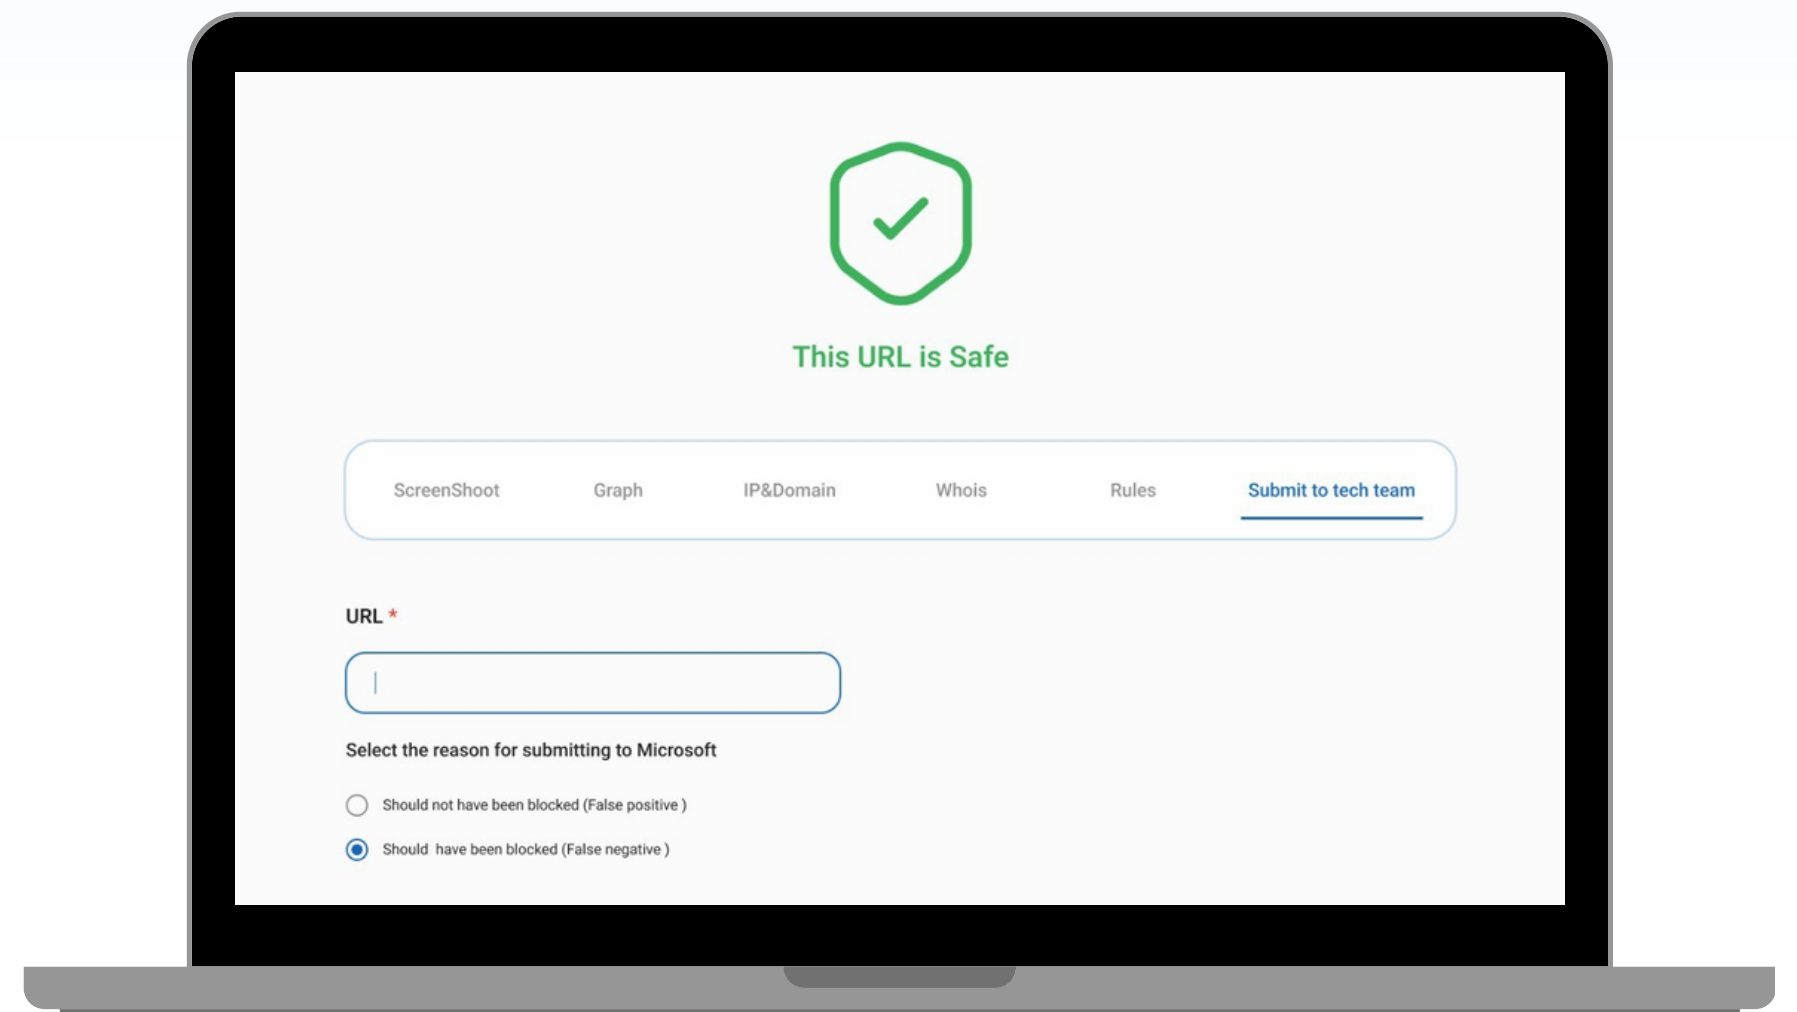 This URL is Safe
ScreenShoot Graph IP&Domain Whois Rules Submit to tech team
URL *
Select the reason for submitting to Microsoft
Should not have been blocked (False positive )
Should  have been blocked (False negative )